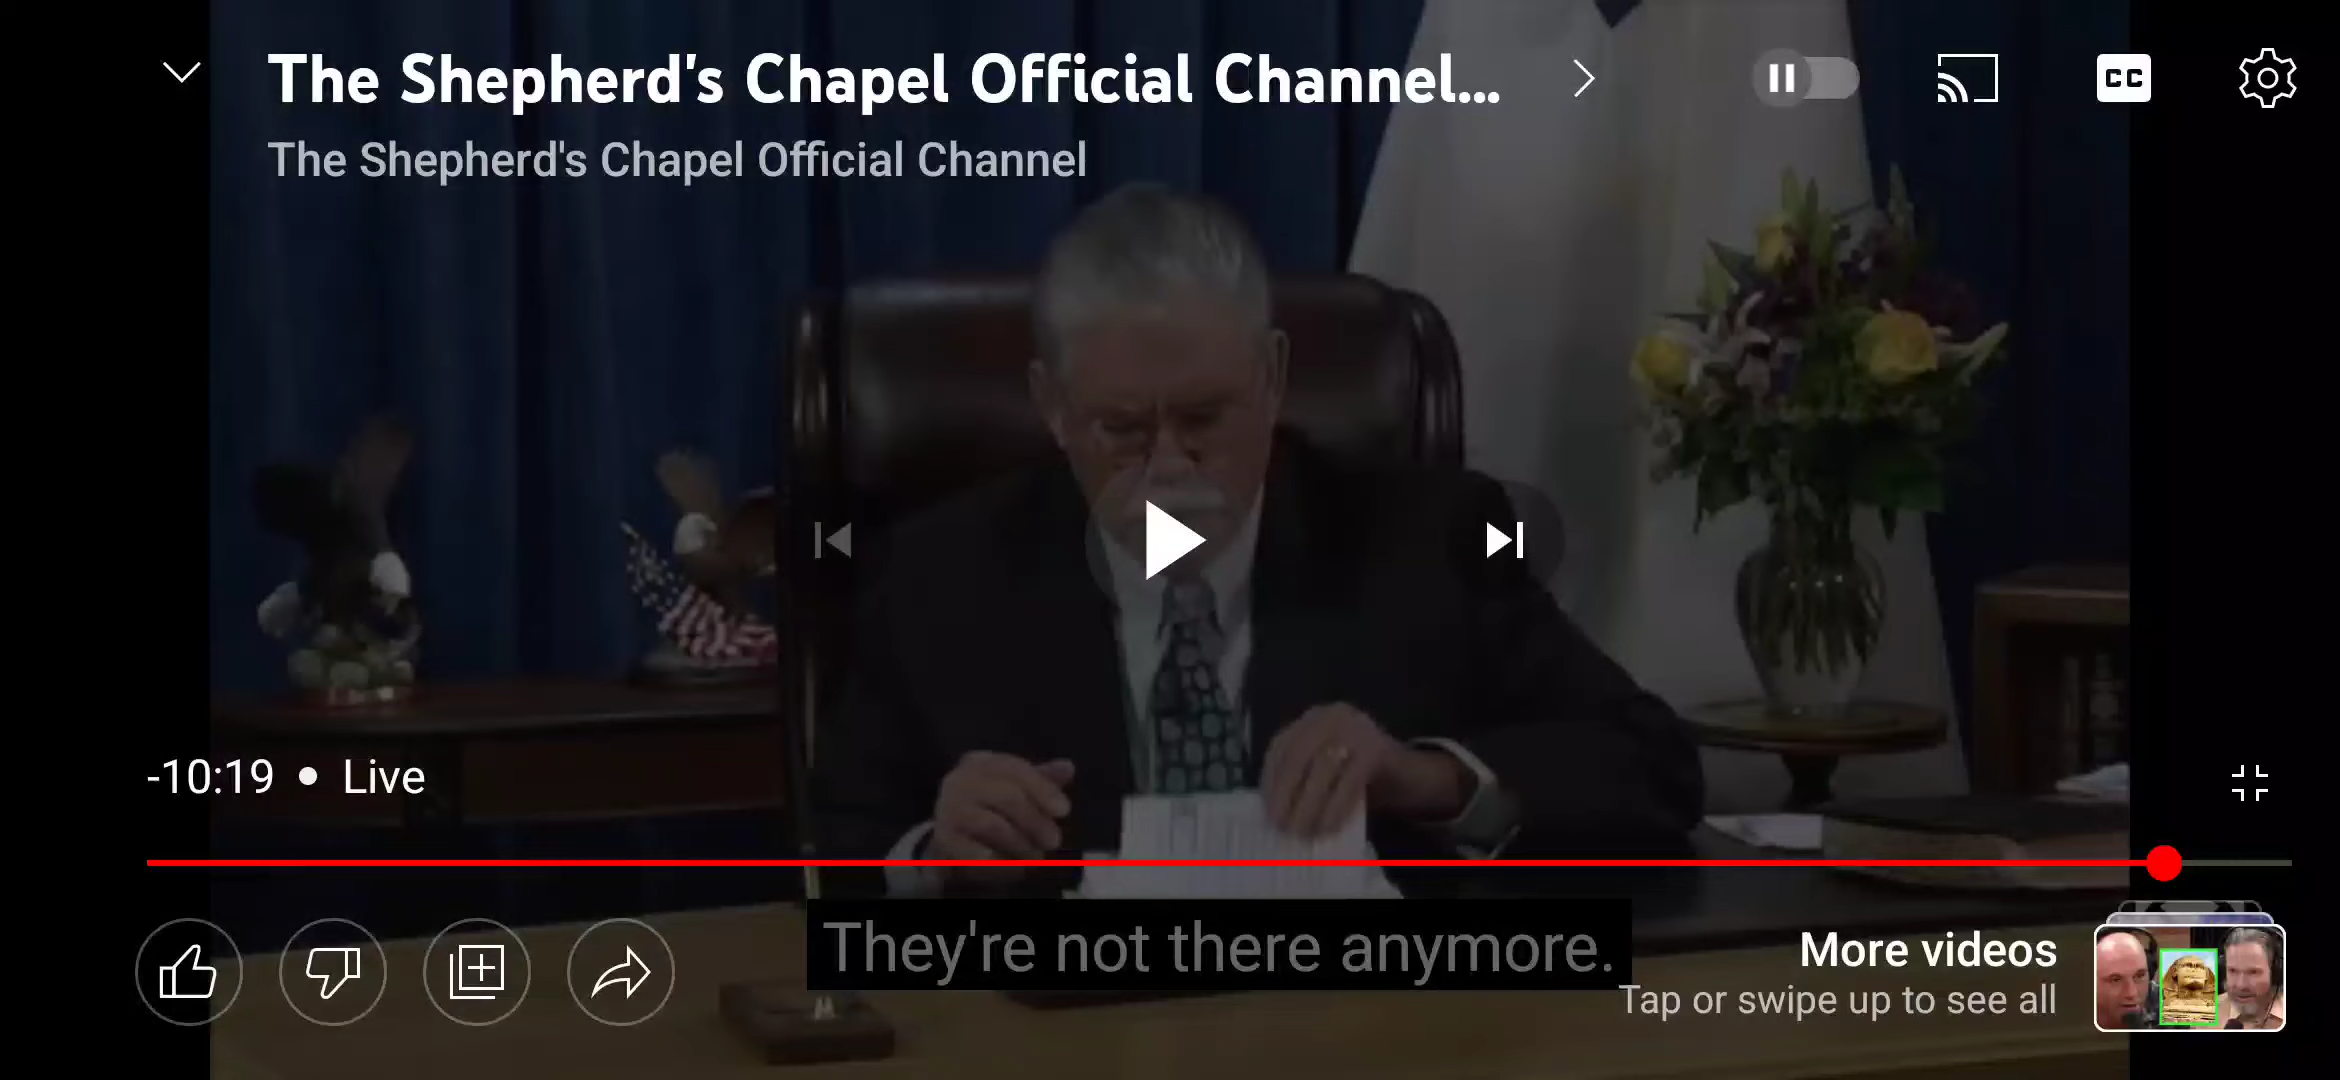 The Shepherd's Chapel Official Channel...
CC
The Shepherd's Chapel Official Channel
-10:19 • Live
They're not there anymore.
More videos
Tap or swipe up to see all